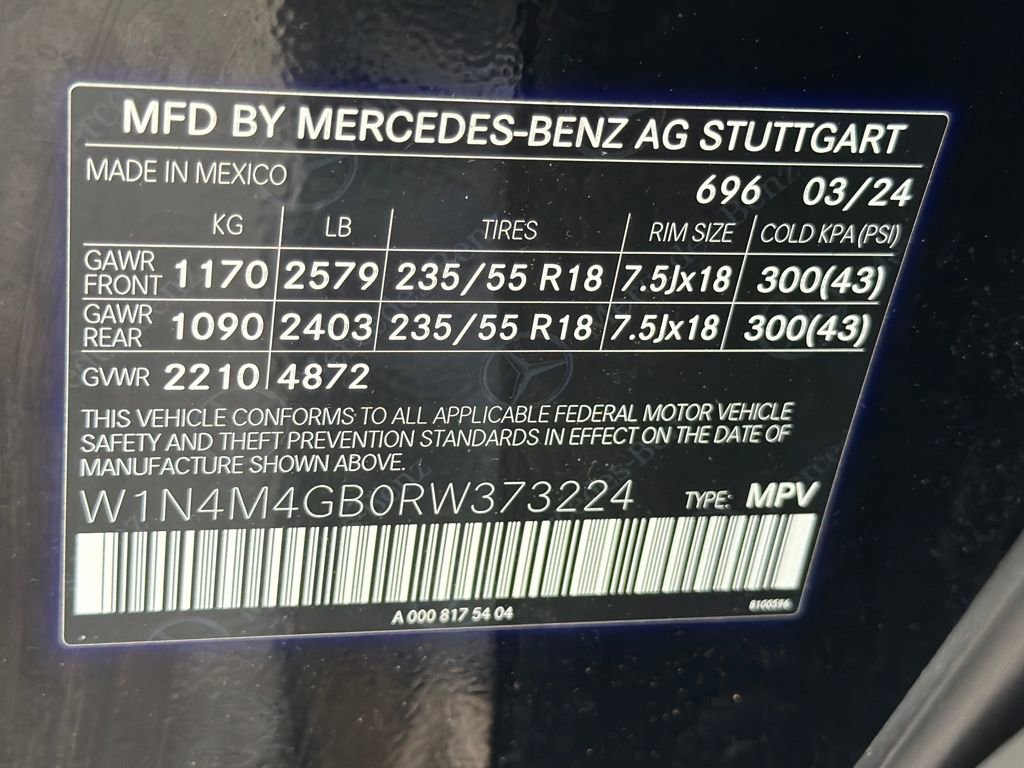 MFD BY MERCEDES-BENZ AG STUTTGART
MADE IN MEXICO 696 03/24
KG LB TIRES RIM SIZE COLD KPA (PSI)
GAWR FRONT 1170 2579 235/55 R18 7.5Jx18 300(43)
GAWR REAR 1090 2403 235/55 R18 7.5Jx18 300(43)
GVWR 2210 4872
THIS VEHICLE CONFORMS TO ALL APPLICABLE FEDERAL MOTOR VEHICLE
SAFETY AND THEFT PREVENTION STANDARDS IN EFFECT ON THE DATE OF
MANUFACTURE SHOWN ABOVE.
W1N4M4GB0RW373224 TYPE: MPV
A 000 817 54 04 8100596